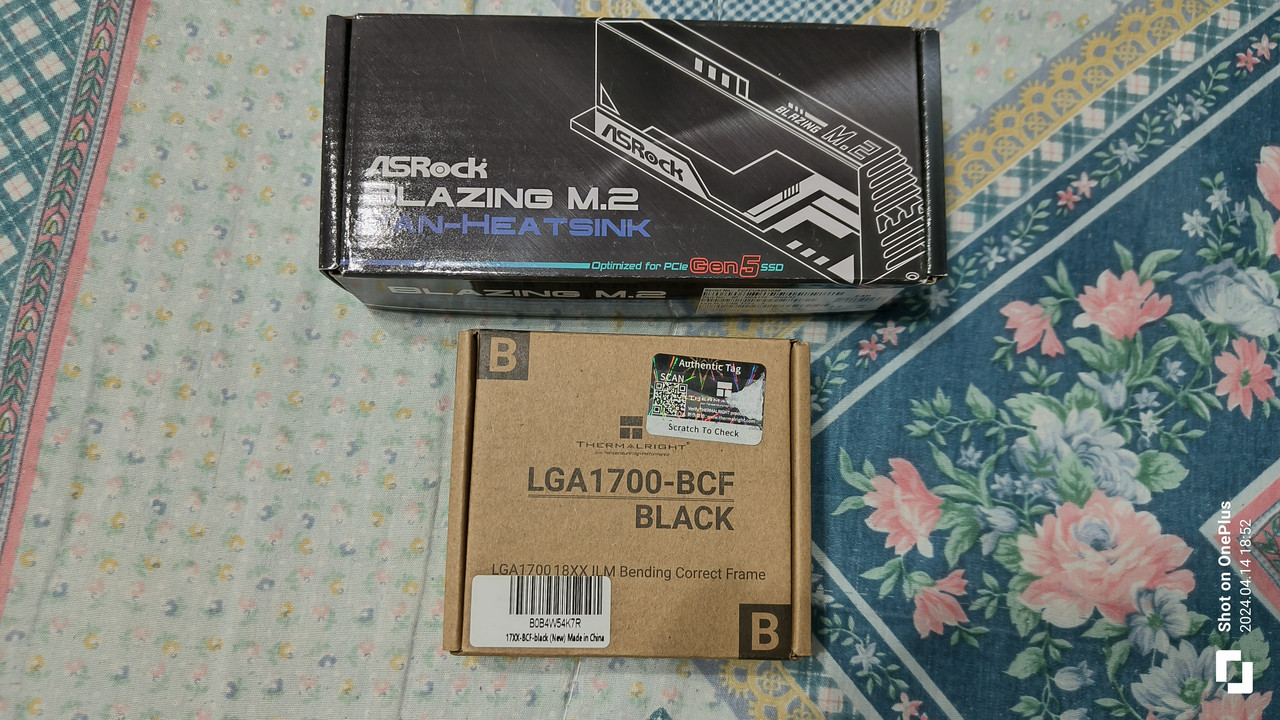 ASRock
BLAZING M.2
FAN-HEATSINK
Optimized for PCIe Gen5 SSD
ASRock
BLAZING M.2
BLAZING M.2
B
Authentic Tag
SCAN
Scratch To Check
THERMALRIGHT
LGA1700-BCF
BLACK
LGA1700 18XX ILM Bending Correct Frame
B0B4W54K7R
17XX-BCF-black (New) Made in China
B
Shot on OnePlus
2024.04.14 18:52